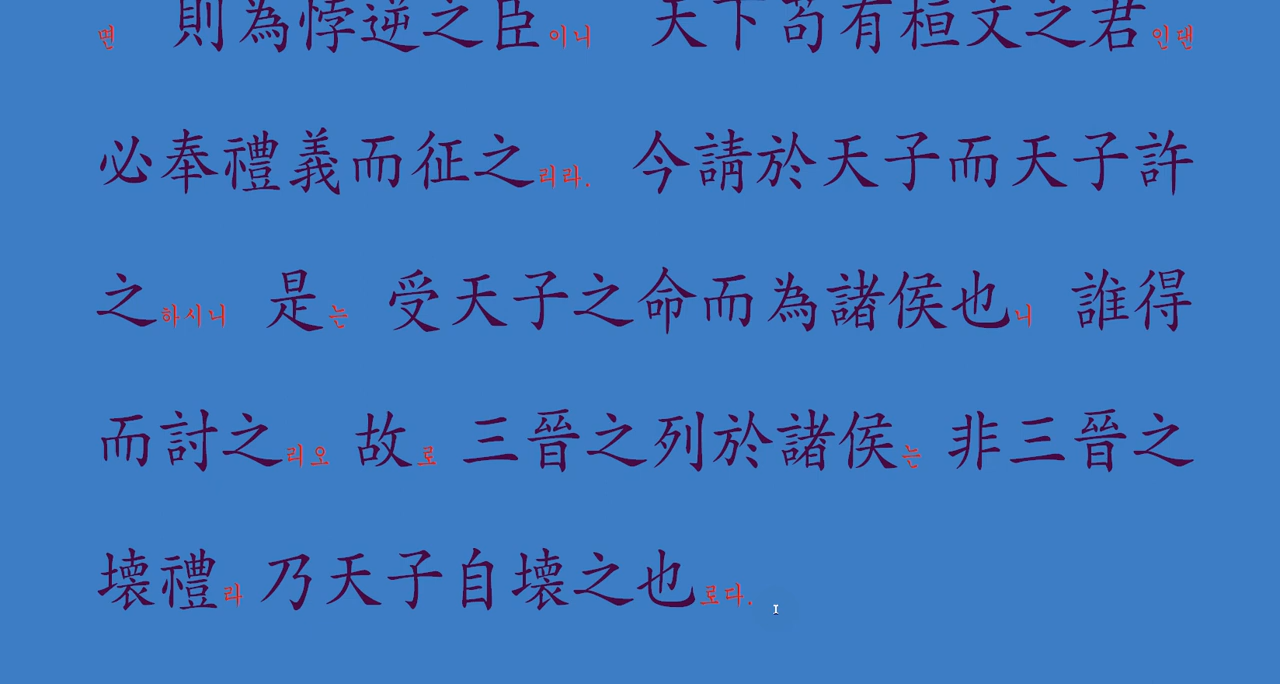 면 則為悖逆之臣이니 天下苟有桓文之君인댄
必奉禮義而征之리라. 今請於天子而天子許
之하시니 是는 受天子之命而為諸侯也니 誰得
而討之리오 故로 三晉之列於諸侯는 非三晉之
壞禮라 乃天子自壞之也로다.